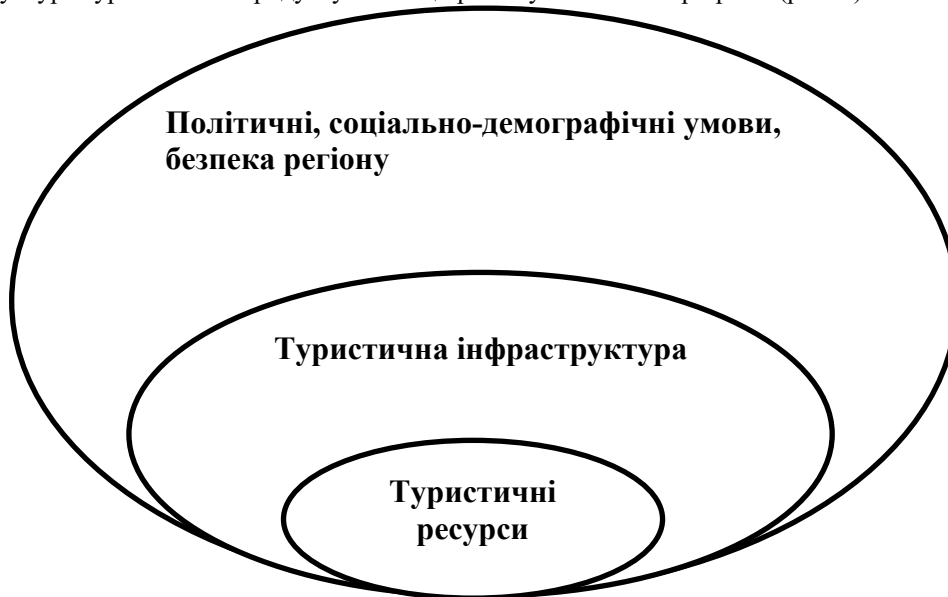 Політичні, соціально-демографічні умови,
безпека регіону
Туристична інфраструктура
Туристичні
ресурси